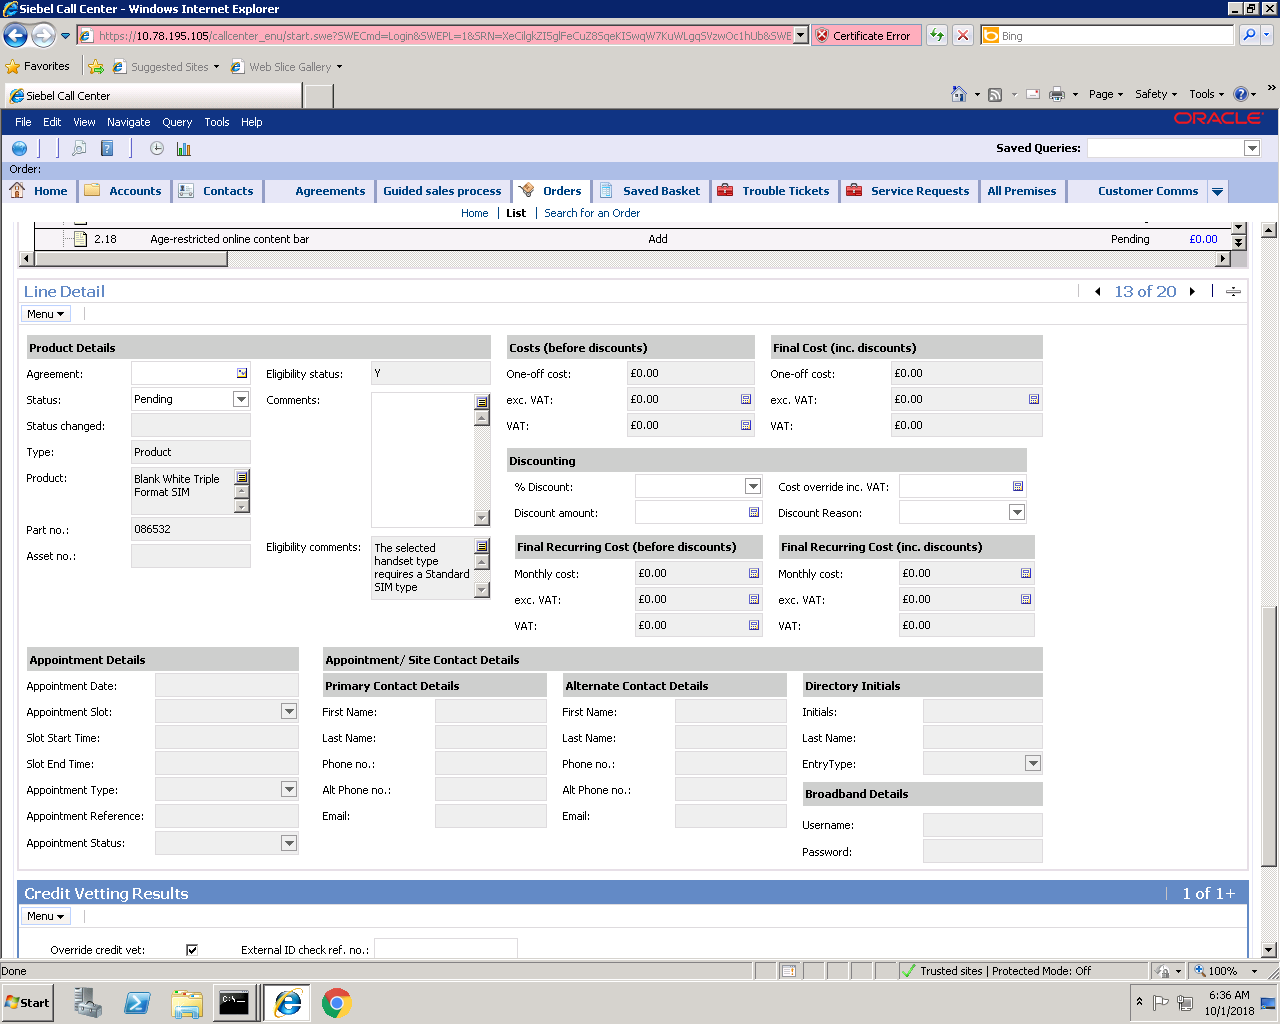 Siebel Call Center - Windows Internet Explorer
https://10.78.195.105/callcenter_enu/start.swe?SWECmd=Login&SWEPL=1&SRN=
Certificate Error
Bing
Favorites
Suggested Sites
Web Slice Gallery
Siebel Call Center
Page
Safety
Tools
File Edit View Navigate Query Tools Help
ORACLE
Saved Queries:
Order:
Home Accounts Contacts Agreements Guided sales process Orders Saved Basket Trouble Tickets Service Requests All Premises Customer Comms
Home | List | Search for an Order
2.18 Age-restricted online content bar Add Pending £0.00
Line Detail
13 of 20
Menu
Product Details
Costs (before discounts)
Final Cost (inc. discounts)
Agreement:
Eligibility status: Y
One-off cost: £0.00
One-off cost: £0.00
Status: Pending
Comments:
exc. VAT: £0.00
exc. VAT: £0.00
Status changed:
VAT: £0.00
VAT: £0.00
Type: Product
Discounting
Product: Blank White Triple
Format SIM
% Discount:
Cost override inc. VAT:
Discount amount:
Discount Reason:
Part no.: 086532
Asset no.:
Eligibility comments: The selected
handset type
requires a Standard
SIM type
Final Recurring Cost (before discounts)
Final Recurring Cost (inc. discounts)
Monthly cost: £0.00
Monthly cost: £0.00
exc. VAT: £0.00
exc. VAT: £0.00
VAT: £0.00
VAT: £0.00
Appointment Details
Appointment/ Site Contact Details
Appointment Date:
Primary Contact Details
Alternate Contact Details
Directory Initials
Appointment Slot:
First Name:
First Name:
Initials:
Slot Start Time:
Last Name:
Last Name:
Last Name:
Slot End Time:
Phone no.:
Phone no.:
EntryType:
Appointment Type:
Alt Phone no.:
Alt Phone no.:
Broadband Details
Appointment Reference:
Email:
Email:
Username:
Appointment Status:
Password:
Credit Vetting Results
1 of 1+
Menu
Override credit vet:
External ID check ref. no.:
Done
Trusted sites | Protected Mode: Off
100%
Start
6:36 AM
10/1/2018